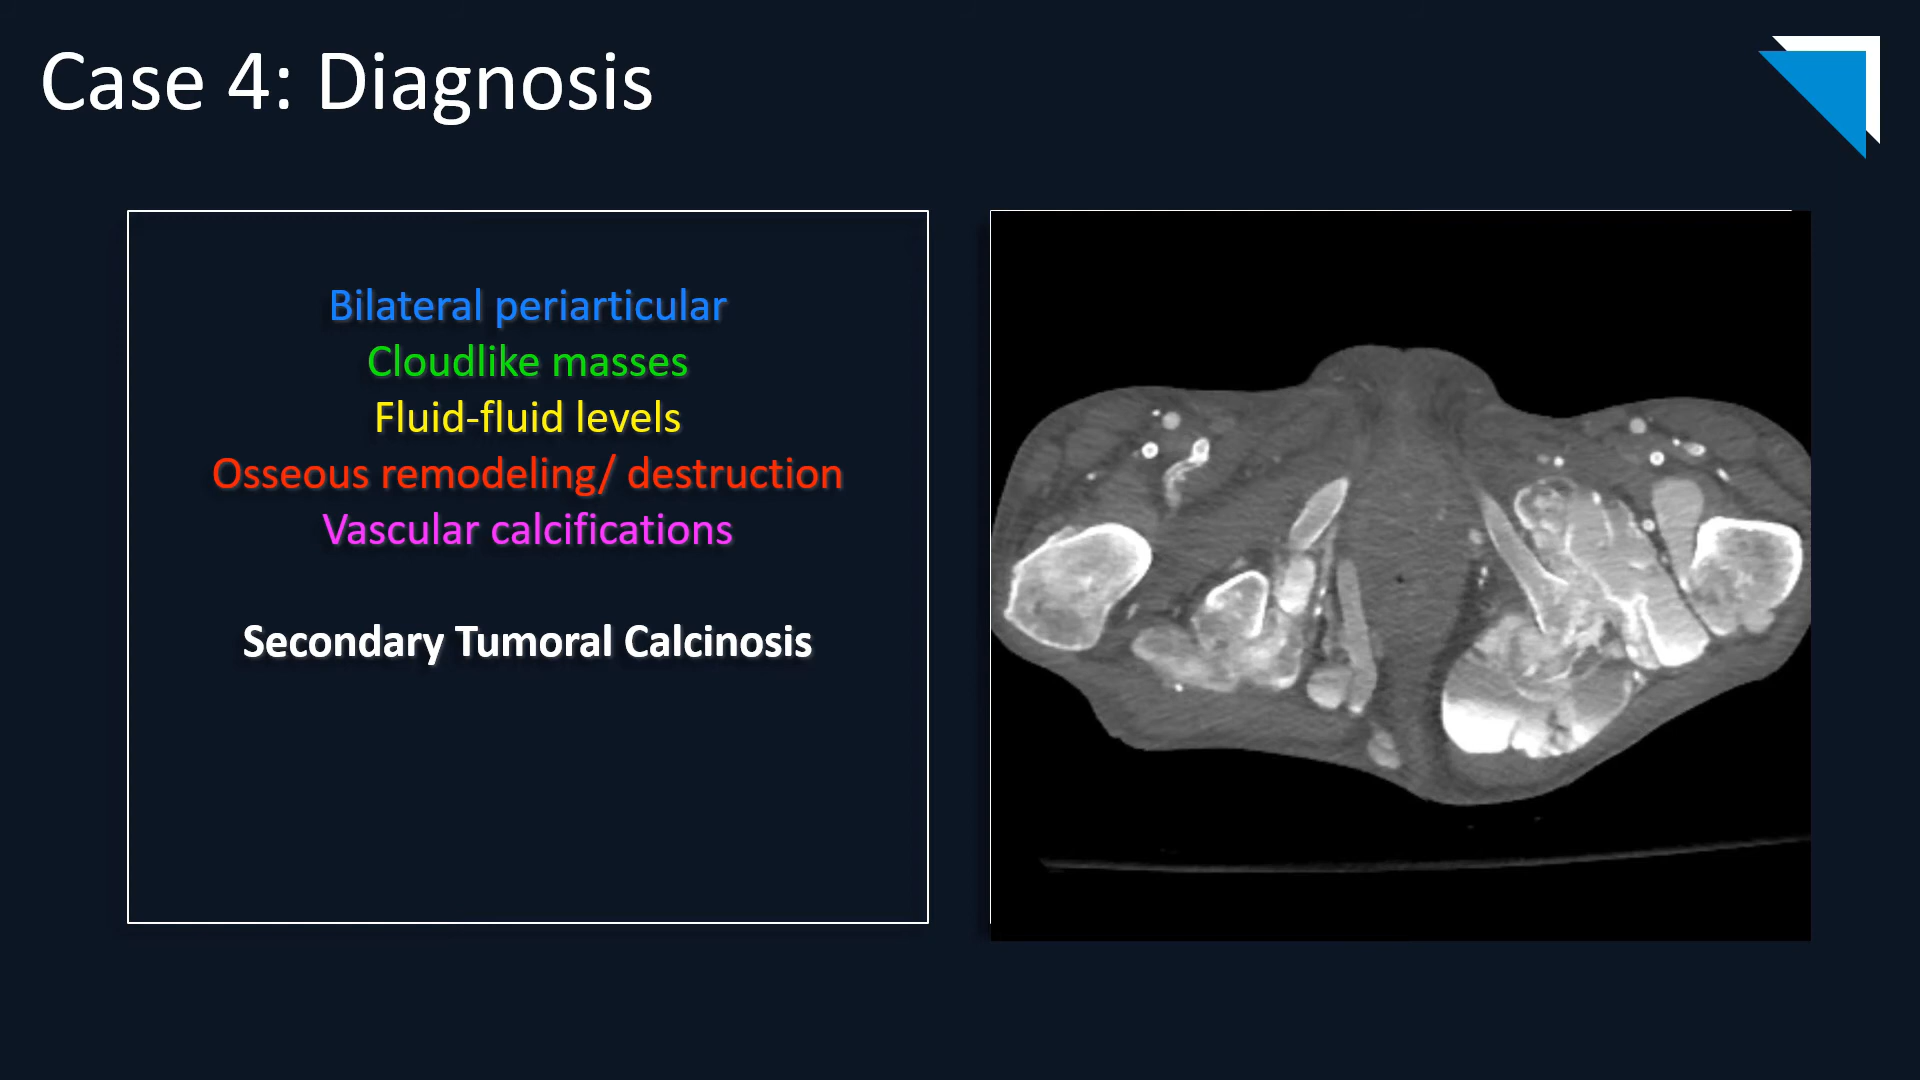 Case 4: Diagnosis
Bilateral periarticular
Cloudlike masses
Fluid-fluid levels
Osseous remodeling/ destruction
Vascular calcifications
Secondary Tumoral Calcinosis